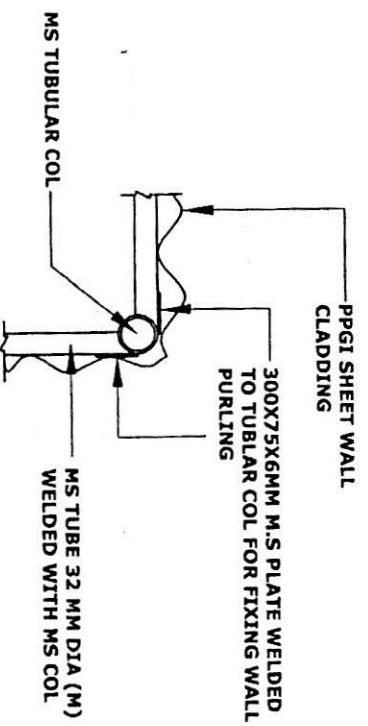 PPGI SHEET WALL
CLADDING
300X75X6MM M.S PLATE WELDED
TO TUBLAR COL FOR FIXING WALL
PURLING
MS TUBULAR COL
MS TUBE 32 MM DIA (M)
WELDED WITH MS COL